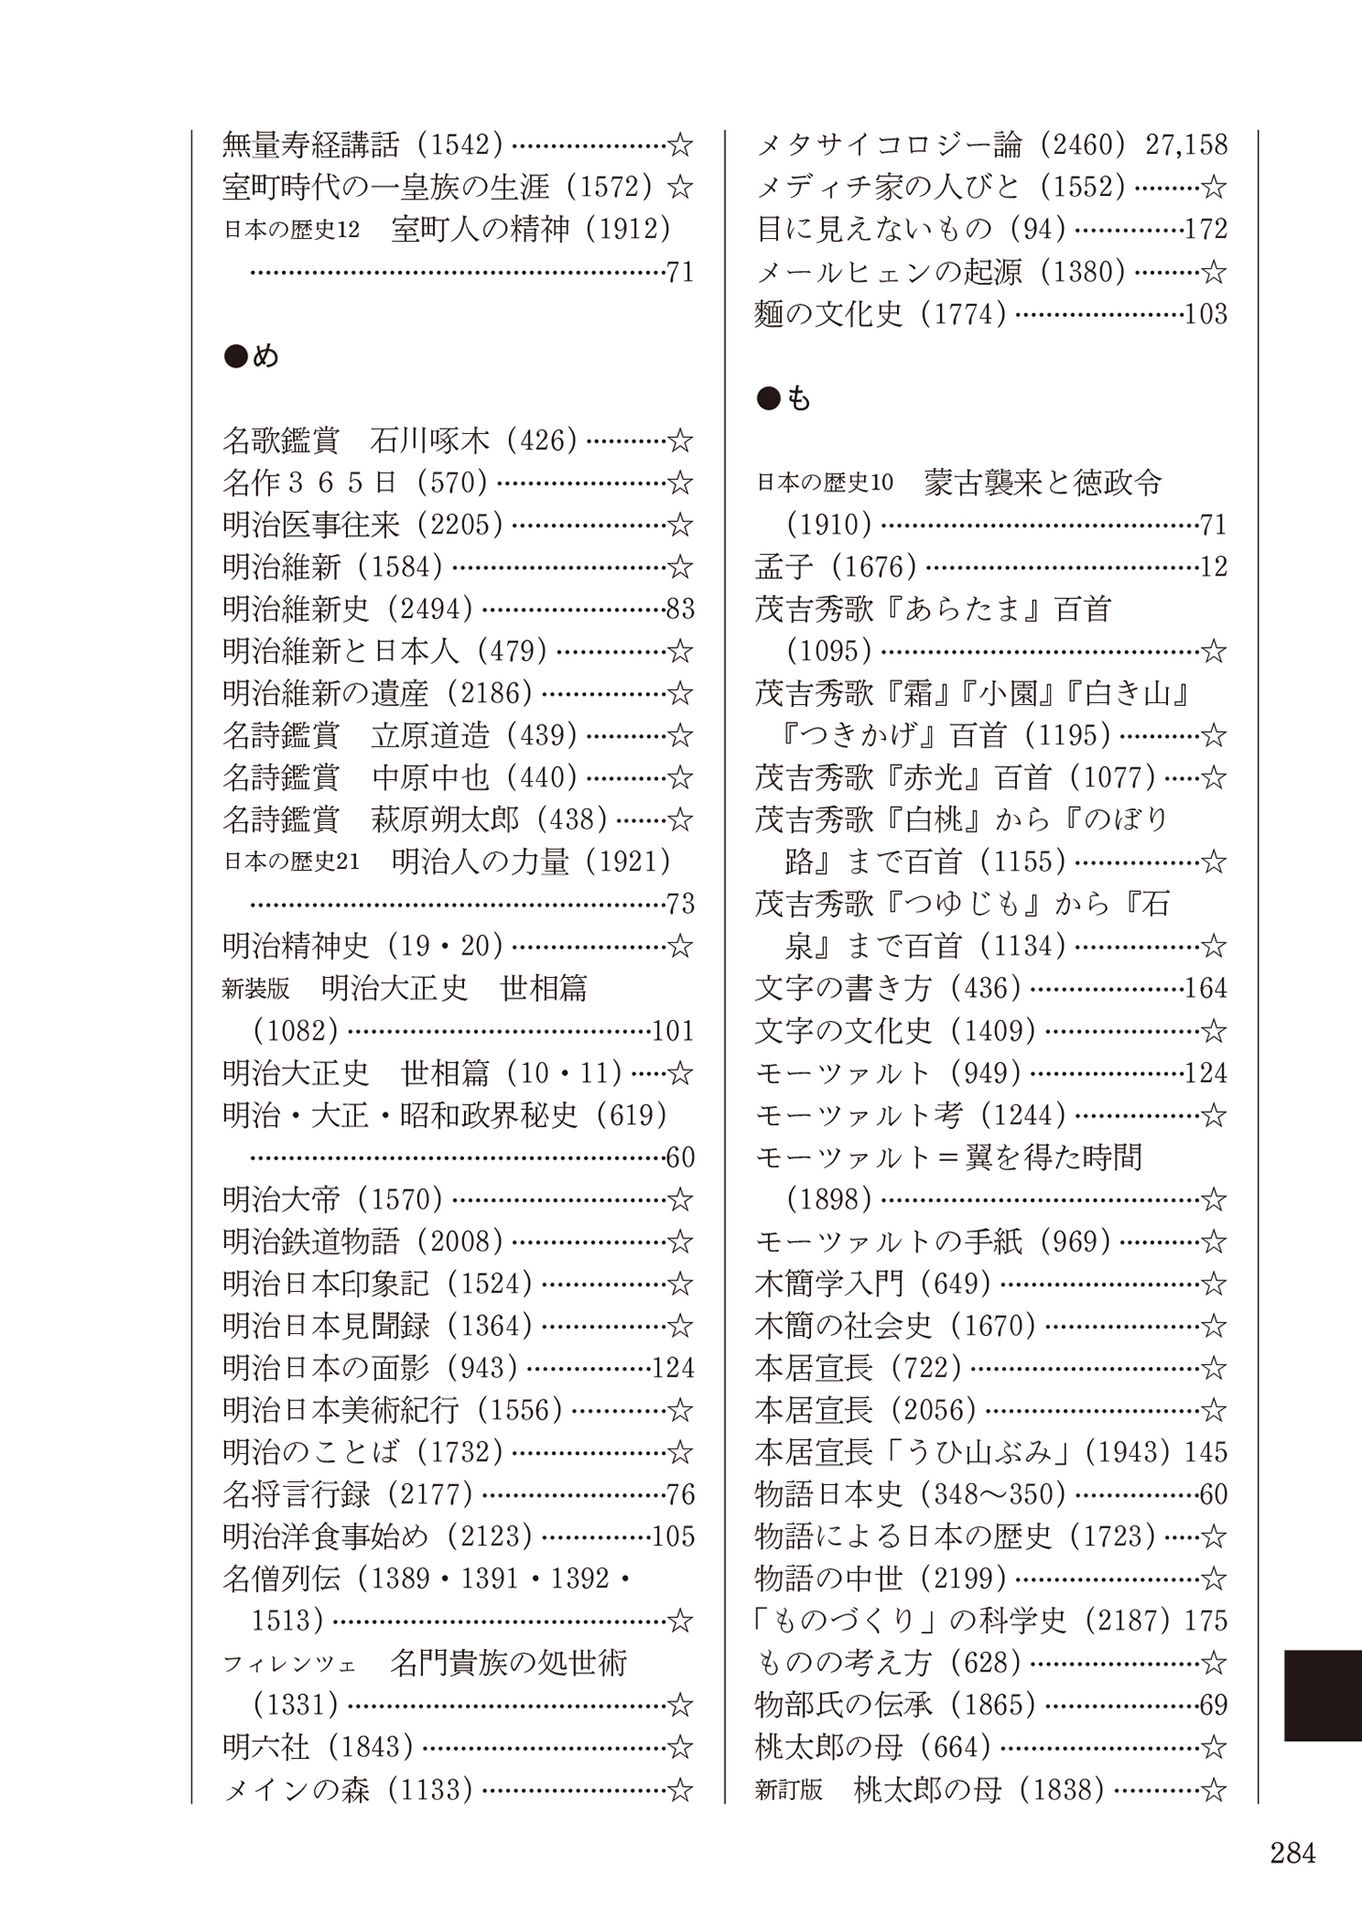 無量寿経講話（1542）…………………☆
室町時代の一皇族の生涯（1572）☆
日本の歴史12　室町人の精神（1912）
………………………………………………71
●め
名歌鑑賞　石川啄木（426）…………☆
名作３６５日（570）…………………☆
明治医事往来（2205）…………………☆
明治維新（1584）………………………☆
明治維新史（2494）……………………83
明治維新と日本人（479）……………☆
明治維新の遺産（2186）………………☆
名詩鑑賞　立原道造（439）…………☆
名詩鑑賞　中原中也（440）…………☆
名詩鑑賞　萩原朔太郎（438）………☆
日本の歴史21　明治人の力量（1921）
………………………………………………73
明治精神史（19・20）…………………☆
新装版　明治大正史　世相篇
（1082）…………………………………101
明治大正史　世相篇（10・11）……☆
明治・大正・昭和政界秘史（619）
………………………………………………60
明治大帝（1570）………………………☆
明治鉄道物語（2008）…………………☆
明治日本印象記（1524）………………☆
明治日本見聞録（1364）………………☆
明治日本の面影（943）………………124
明治日本美術紀行（1556）…………☆
明治のことば（1732）…………………☆
名将言行録（2177）……………………76
明治洋食事始め（2123）……………105
名僧列伝（1389・1391・1392・
1513）……………………………………☆
フィレンツェ　名門貴族の処世術
（1331）…………………………………☆
明六社（1843）…………………………☆
メインの森（1133）……………………☆
メタサイコロジー論（2460）27,158
メディチ家の人びと（1552）………☆
目に見えないもの（94）……………172
メールヒェンの起源（1380）………☆
麵の文化史（1774）…………………103
●も
日本の歴史10　蒙古襲来と徳政令
（1910）…………………………………71
孟子（1676）……………………………12
茂吉秀歌『あらたま』百首
（1095）…………………………………☆
茂吉秀歌『霜』『小園』『白き山』
『つきかげ』百首（1195）…………☆
茂吉秀歌『赤光』百首（1077）……☆
茂吉秀歌『白桃』から『のぼり
路』まで百首（1155）………………☆
茂吉秀歌『つゆじも』から『石
泉』まで百首（1134）………………☆
文字の書き方（436）…………………164
文字の文化史（1409）…………………☆
モーツァルト（949）…………………124
モーツァルト考（1244）………………☆
モーツァルト＝翼を得た時間
（1898）…………………………………☆
モーツァルトの手紙（969）…………☆
木簡学入門（649）……………………☆
木簡の社会史（1670）…………………☆
本居宣長（722）………………………☆
本居宣長（2056）………………………☆
本居宣長「うひ山ぶみ」（1943）145
物語日本史（348～350）………………60
物語による日本の歴史（1723）……☆
物語の中世（2199）……………………☆
「ものづくり」の科学史（2187）175
ものの考え方（628）…………………☆
物部氏の伝承（1865）…………………69
桃太郎の母（664）……………………☆
新訂版　桃太郎の母（1838）…………☆
284